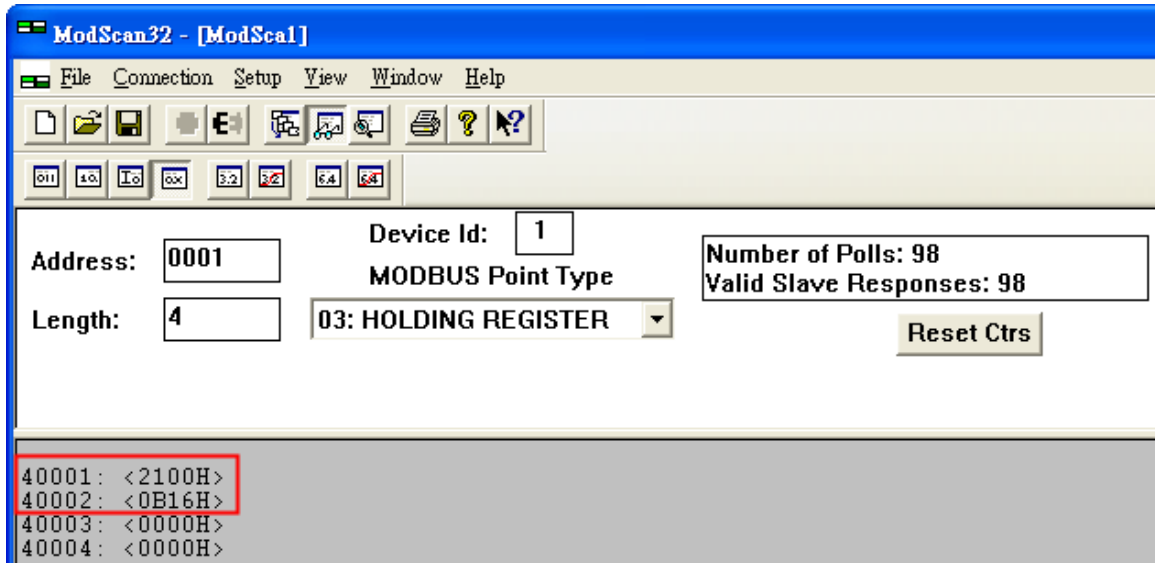 ModScan32 - [ModSca1]
File Connection Setup View Window Help
Device Id: 1
Address: 0001
MODBUS Point Type
Number of Polls: 98
Valid Slave Responses: 98
Length: 4
03: HOLDING REGISTER
Reset Ctrs
40001: <2100H>
40002: <0B16H>
40003: <0000H>
40004: <0000H>